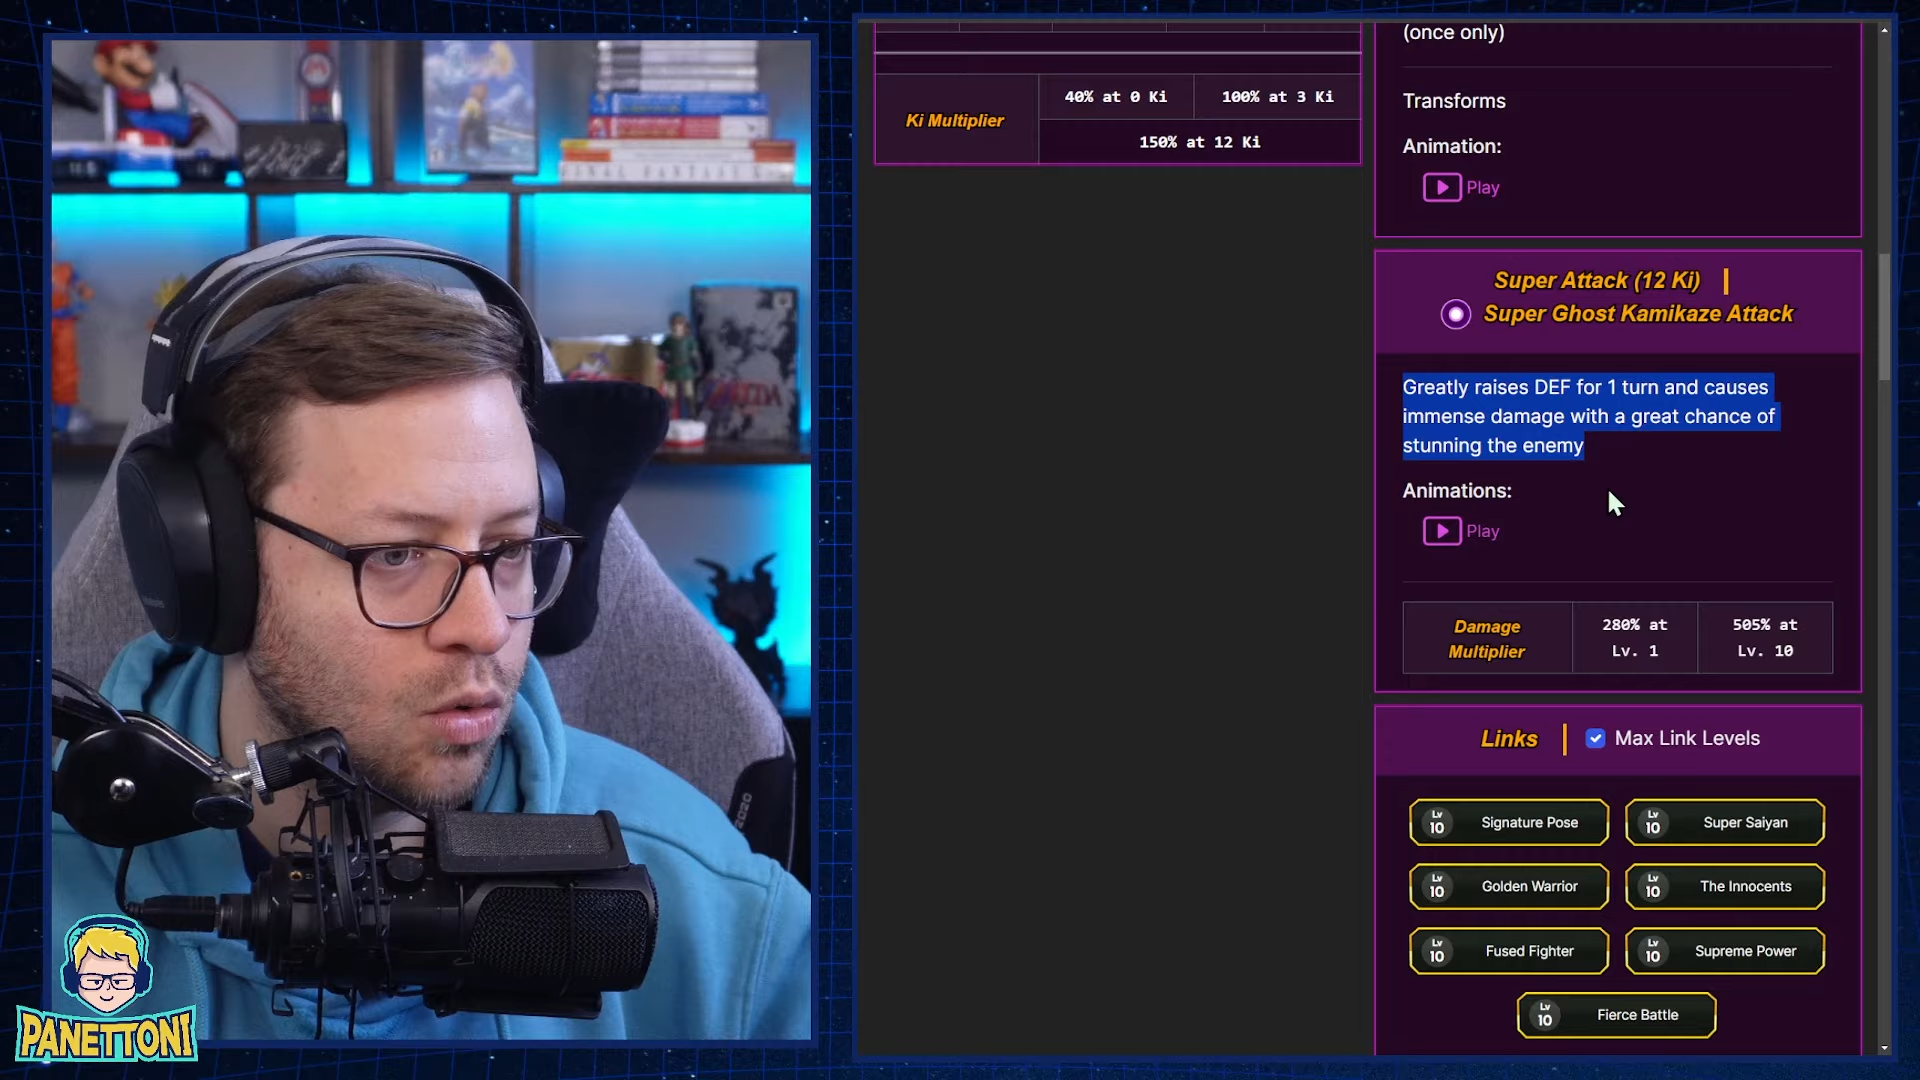 (once only)
Transforms
Animation:
Play
Ki Multiplier
40% at 0 Ki
100% at 3 Ki
150% at 12 Ki
Super Attack (12 Ki)
Super Ghost Kamikaze Attack
Greatly raises DEF for 1 turn and causes
immense damage with a great chance of
stunning the enemy
Animations:
Play
Damage
Multiplier
280% at
Lv. 1
505% at
Lv. 10
Links
Max Link Levels
Lv
10
Signature Pose
Lv
10
Super Saiyan
Lv
10
Golden Warrior
Lv
10
The Innocents
Lv
10
Fused Fighter
Lv
10
Supreme Power
Lv
10
Fierce Battle
2020
PANETTONI